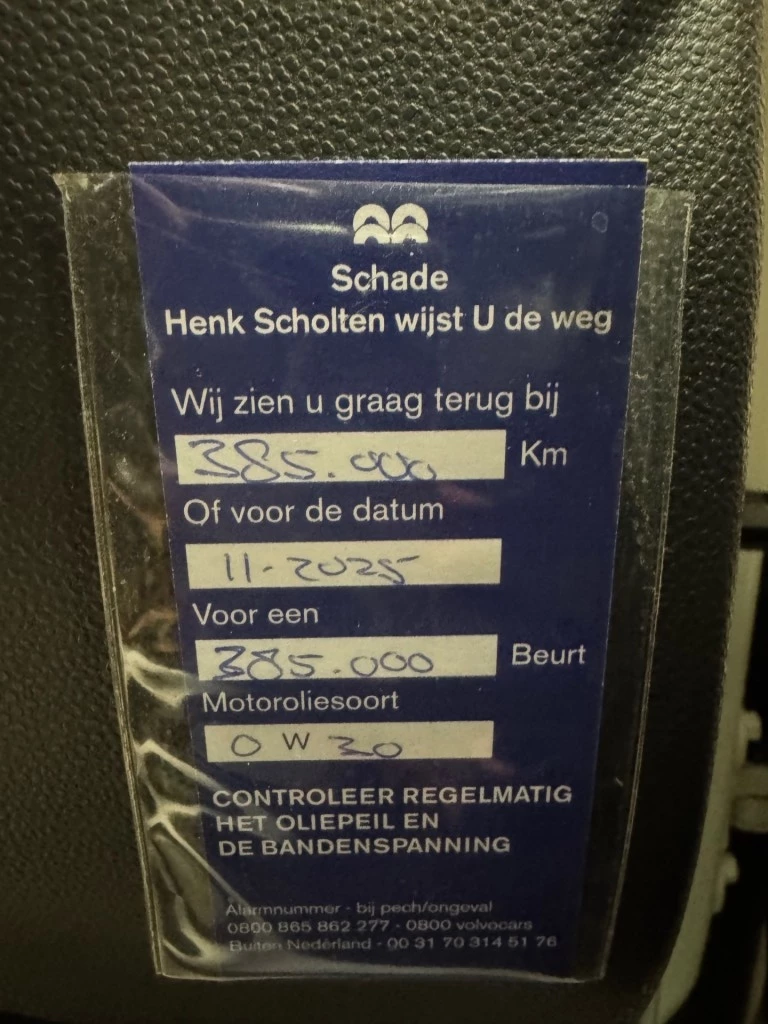 Schade
Henk Scholten wijst U de weg
Wij zien u graag terug bij
385.000 Km
Of voor de datum
11-2025
Voor een
385.000 Beurt
Motoroliesoort
0 W 30
CONTROLEER REGELMATIG
HET OLIEPEIL EN
DE BANDENSPANNING
Alarmnummer - bij pech/ongeval
0800 865 862 277 - 0800 volvocars
Buiten Nederland - 00 31 70 314 51 76